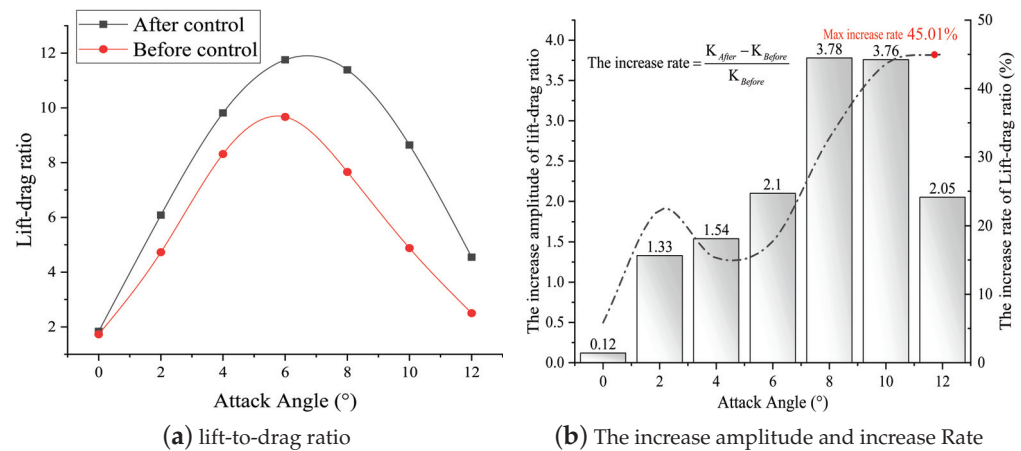 After control
Before control
12
10
8
6
4
2
Lift-drag ratio
0 2 4 6 8 10 12
Attack Angle (°)
(a) lift-to-drag ratio
4.0
3.5
3.0
2.5
2.0
1.5
1.0
0.5
0.0
The increase amplitude of lift-drag ratio
The increase rate = (K After − K Before) / K Before
Max increase rate 45.01%
0.12
1.33
1.54
2.1
3.78
3.76
2.05
50
40
30
20
10
0
The increase rate of Lift-drag ratio (%)
0 2 4 6 8 10 12
Attack Angle (°)
(b) The increase amplitude and increase Rate